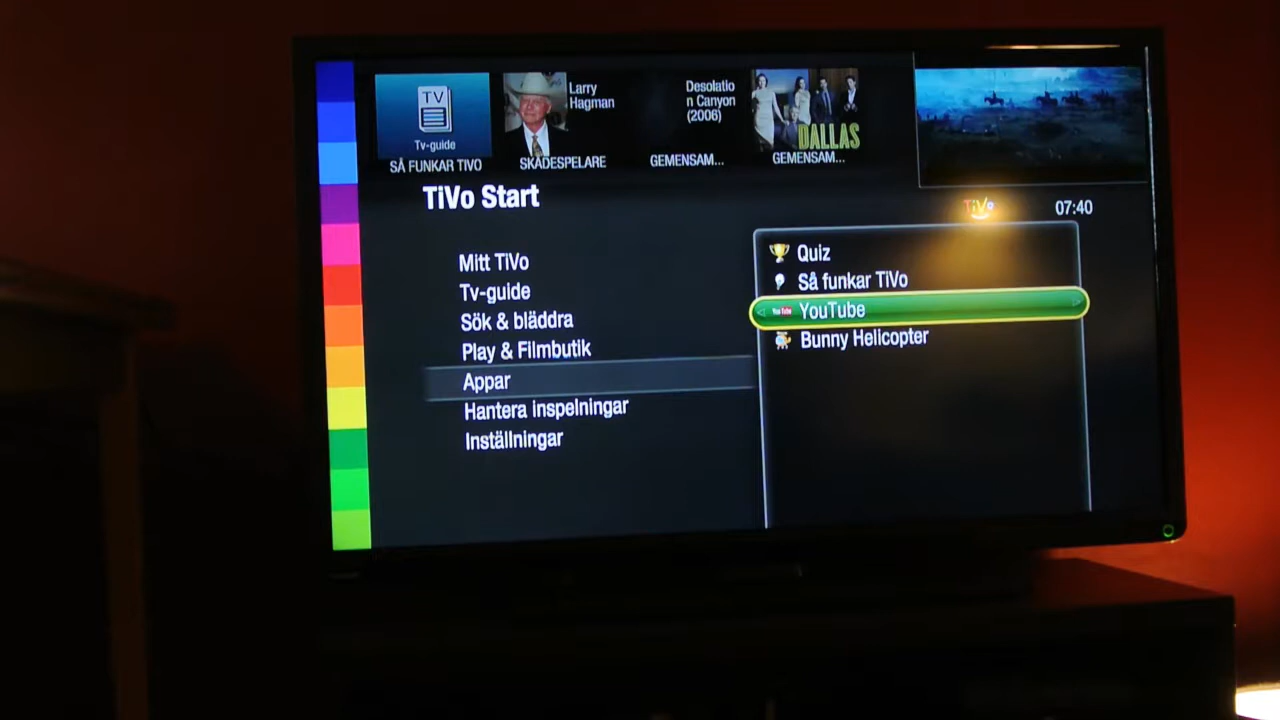 TV
Tv-guide
SÅ FUNKAR TIVO
Larry
Hagman
SKÅDESPELARE
Desolatio
n Canyon
(2006)
GEMENSAM...
DALLAS
GEMENSAM...
TiVo Start
TiVo
07:40
Mitt TiVo
Tv-guide
Sök & bläddra
Play & Filmbutik
Appar
Hantera inspelningar
Inställningar
Quiz
Så funkar TiVo
You Tube
YouTube
Bunny Helicopter